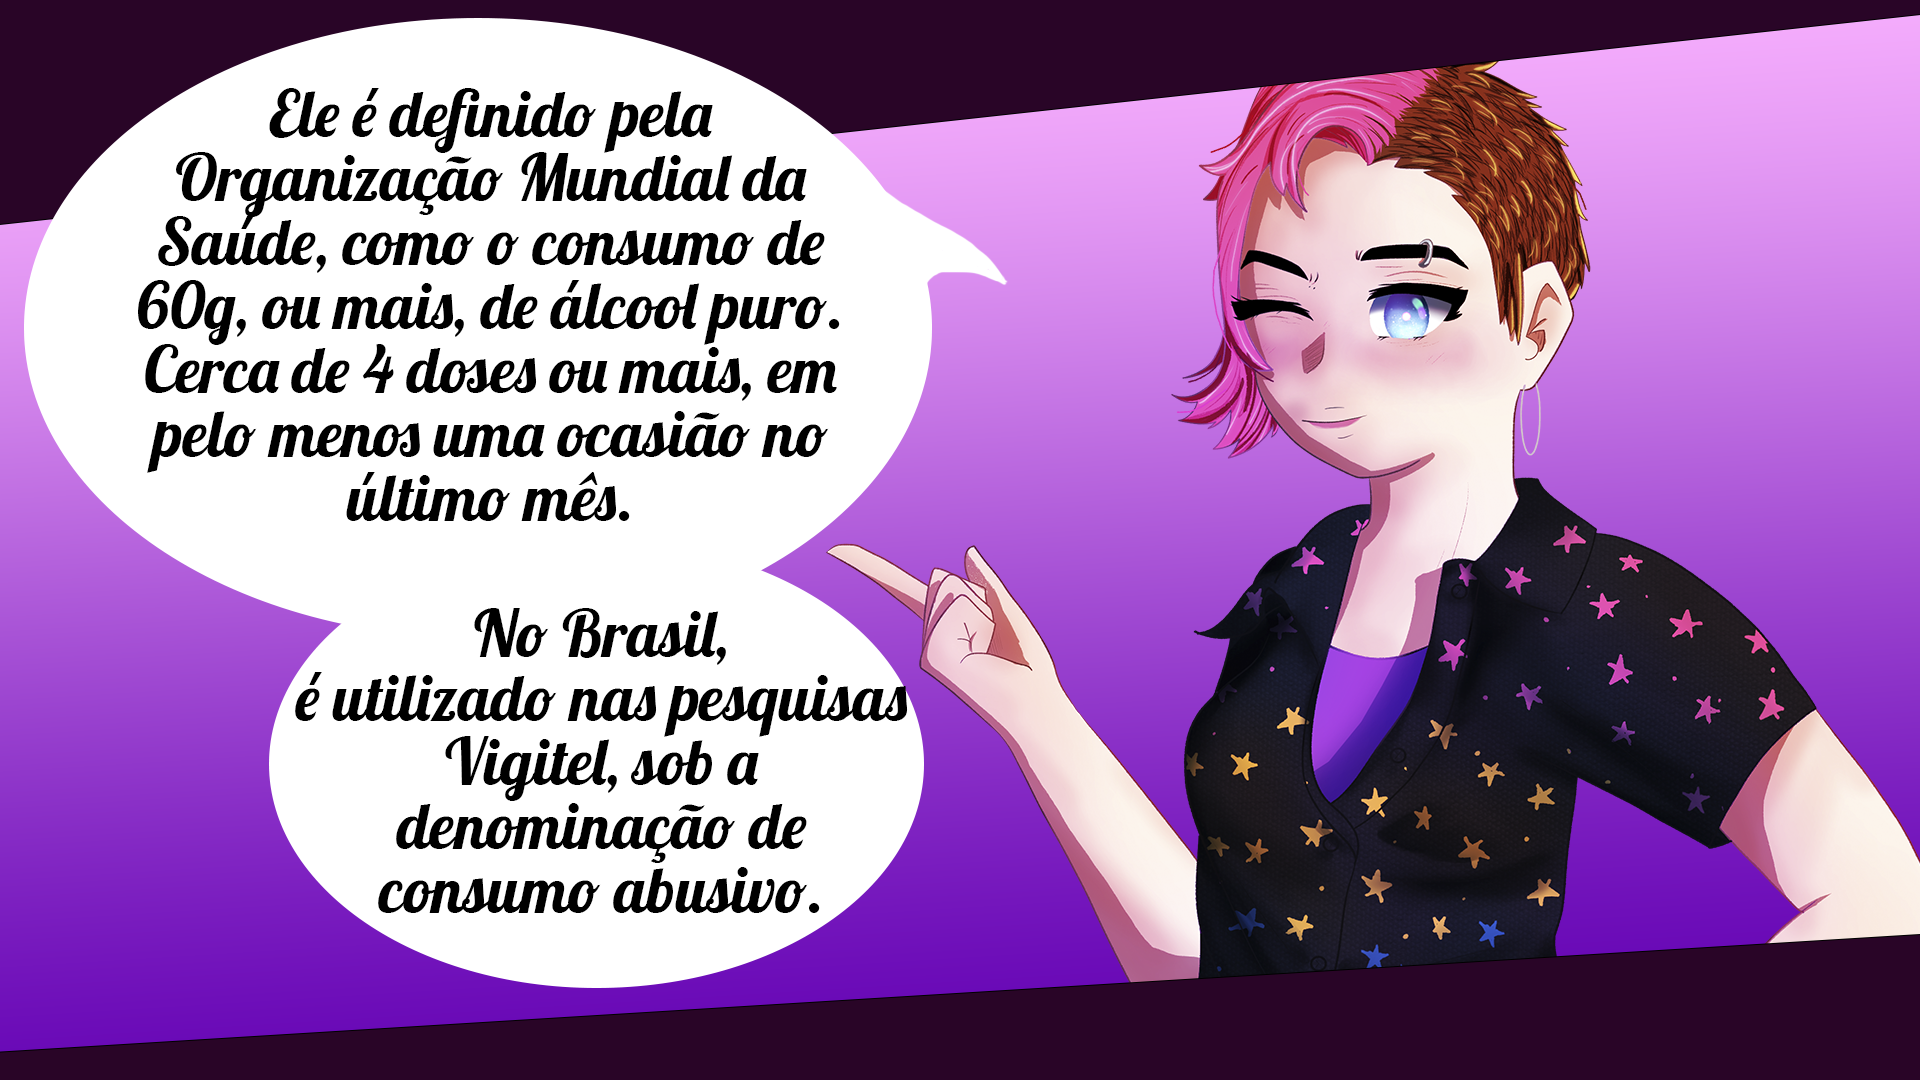 Ele é definido pela
Organização Mundial da
Saúde, como o consumo de
60g, ou mais, de álcool puro.
Cerca de 4 doses ou mais, em
pelo menos uma ocasião no
último mês.
No Brasil,
é utilizado nas pesquisas
Vigitel, sob a
denominação de
consumo abusivo.